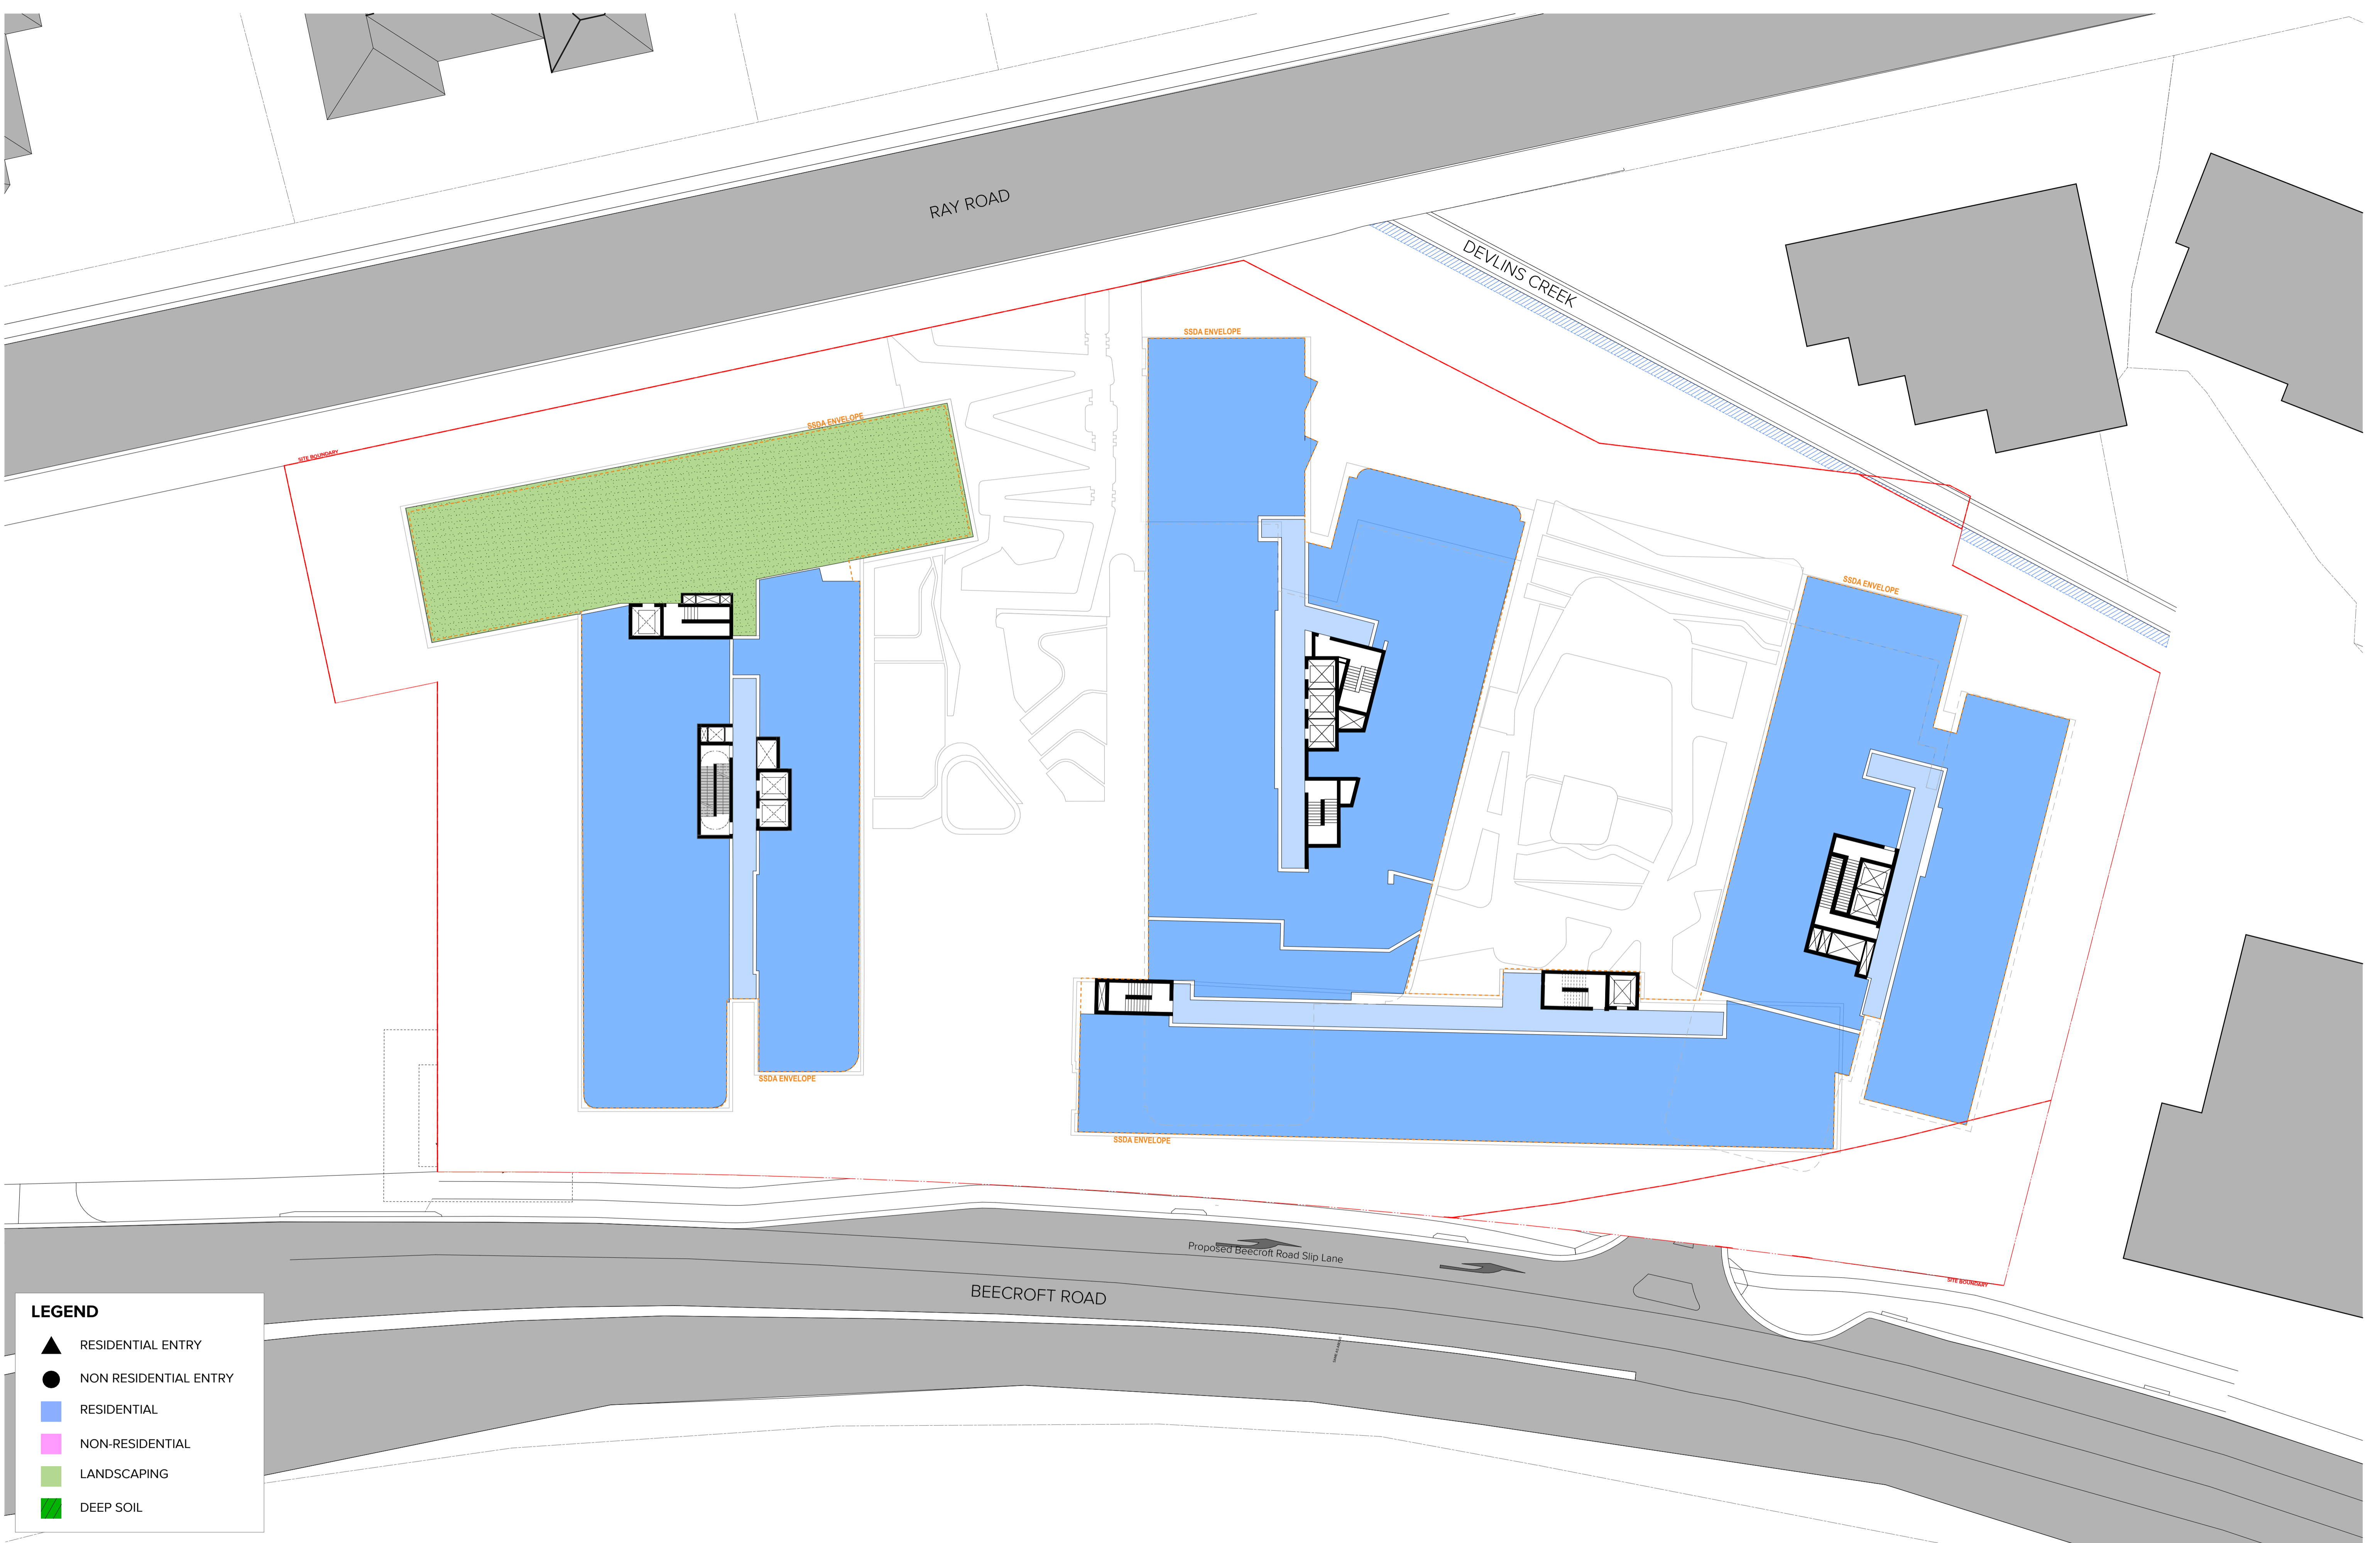 RAY ROAD
DEVLINS CREEK
SSDA ENVELOPE
SSDA ENVELOPE
SITE BOUNDARY
SSDA ENVELOPE
SSDA ENVELOPE
SSDA ENVELOPE
Proposed Beecroft Road Slip Lane
BEECROFT ROAD
SITE BOUNDARY
LEGEND
RESIDENTIAL ENTRY
NON RESIDENTIAL ENTRY
RESIDENTIAL
NON-RESIDENTIAL
LANDSCAPING
DEEP SOIL